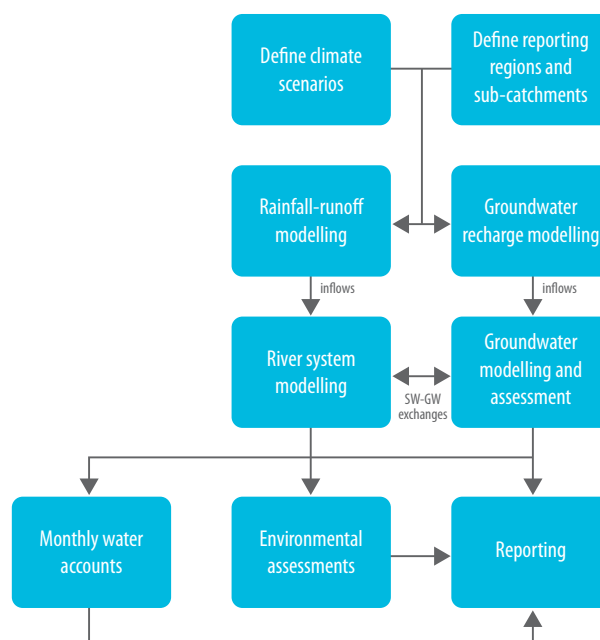 Define climate
scenarios
Define reporting
regions and
sub-catchments
Rainfall-runoff
modelling
Groundwater
recharge modelling
inflows
inflows
River system
modelling
SW-GW
exchanges
Groundwater
modelling and
assessment
Monthly water
accounts
Environmental
assessments
Reporting